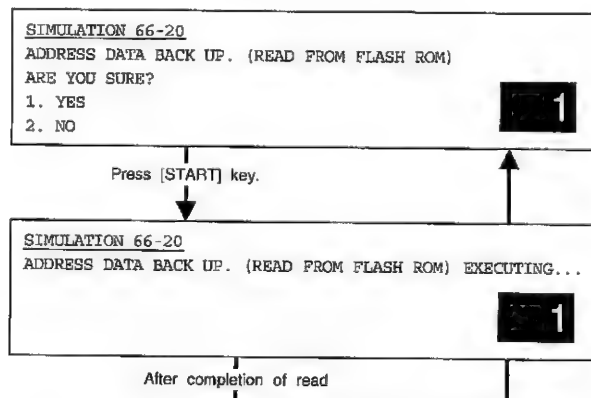 SIMULATION 66-20
ADDRESS DATA BACK UP. (READ FROM FLASH ROM)
ARE YOU SURE?
1. YES
2. NO
1
Press [START] key.
SIMULATION 66-20
ADDRESS DATA BACK UP. (READ FROM FLASH ROM) EXECUTING...
1
After completion of read